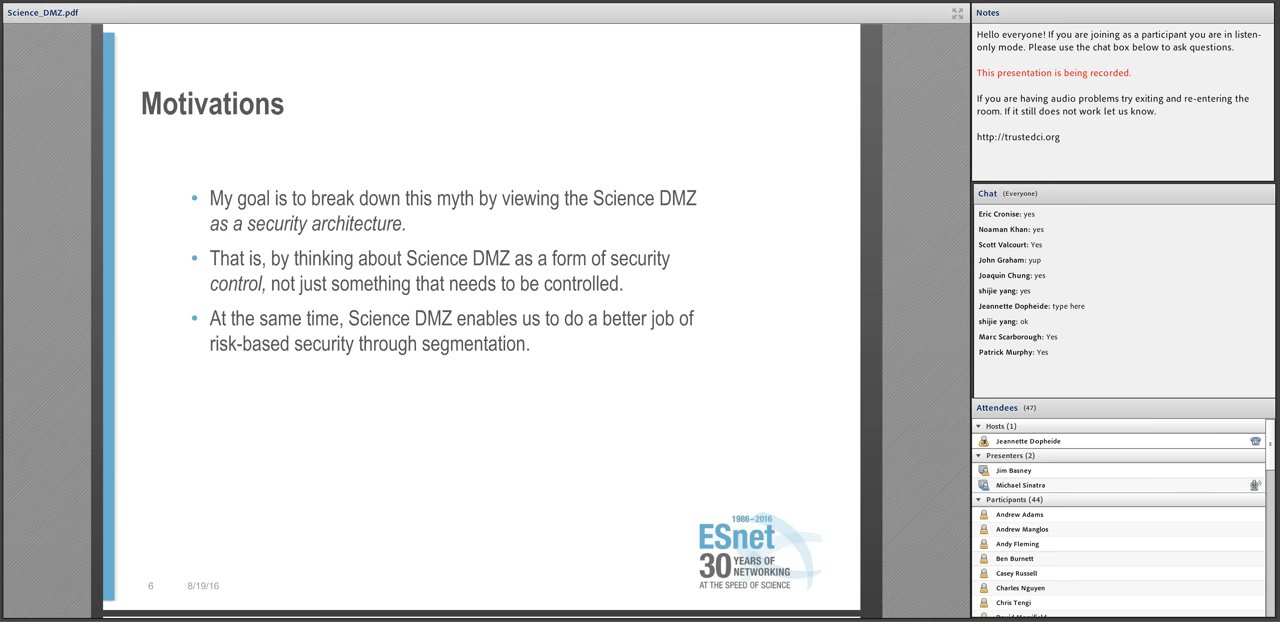 Science_DMZ.pdf
Motivations
• My goal is to break down this myth by viewing the Science DMZ
as a security architecture.
• That is, by thinking about Science DMZ as a form of security
control, not just something that needs to be controlled.
• At the same time, Science DMZ enables us to do a better job of
risk-based security through segmentation.
1986–2016
ESnet
30 YEARS OF
NETWORKING
AT THE SPEED OF SCIENCE
6 8/19/16
Notes
Hello everyone! If you are joining as a participant you are in listen-
only mode. Please use the chat box below to ask questions.
This presentation is being recorded.
If you are having audio problems try exiting and re-entering the
room. If it still does not work let us know.
http://trustedci.org
Chat (Everyone)
Eric Cronise: yes
Noaman Khan: yes
Scott Valcourt: Yes
John Graham: yup
Joaquin Chung: yes
shijie yang: yes
Jeannette Dopheide: type here
shijie yang: ok
Marc Scarborough: Yes
Patrick Murphy: Yes
Attendees (47)
Hosts (1)
Jeannette Dopheide
Presenters (2)
Jim Basney
Michael Sinatra
Participants (44)
Andrew Adams
Andrew Manglos
Andy Fleming
Ben Burnett
Casey Russell
Charles Nguyen
Chris Tengi